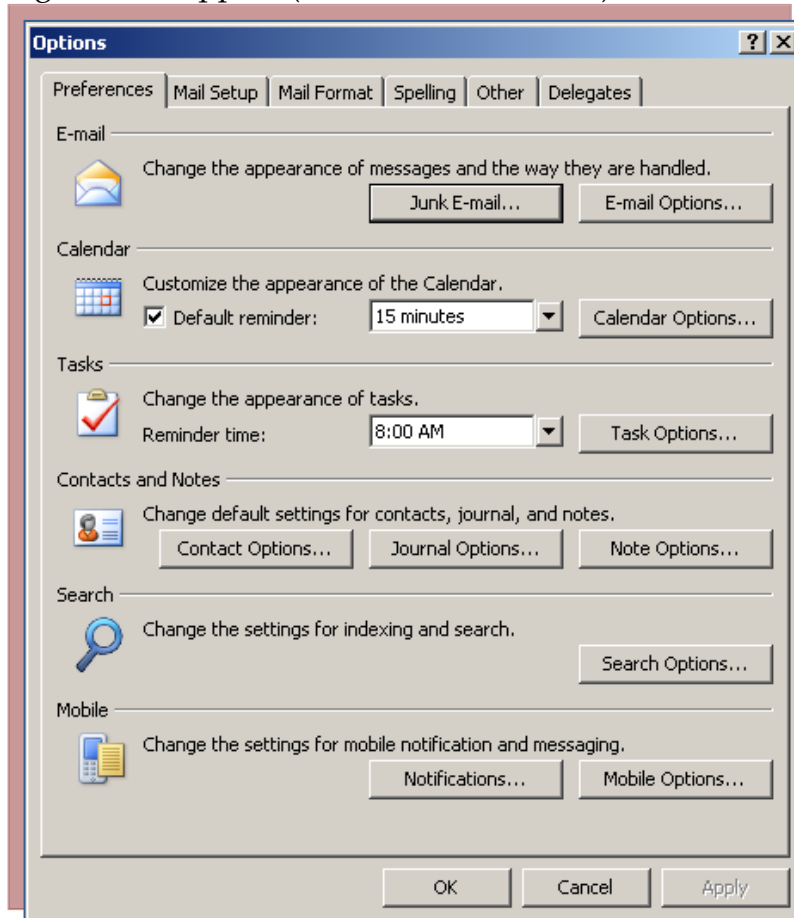 Options
Preferences Mail Setup Mail Format Spelling Other Delegates
E-mail
Change the appearance of messages and the way they are handled.
Junk E-mail... E-mail Options...
Calendar
Customize the appearance of the Calendar.
Default reminder: 15 minutes Calendar Options...
Tasks
Change the appearance of tasks.
Reminder time: 8:00 AM Task Options...
Contacts and Notes
Change default settings for contacts, journal, and notes.
Contact Options... Journal Options... Note Options...
Search
Change the settings for indexing and search.
Search Options...
Mobile
Change the settings for mobile notification and messaging.
Notifications... Mobile Options...
OK Cancel Apply